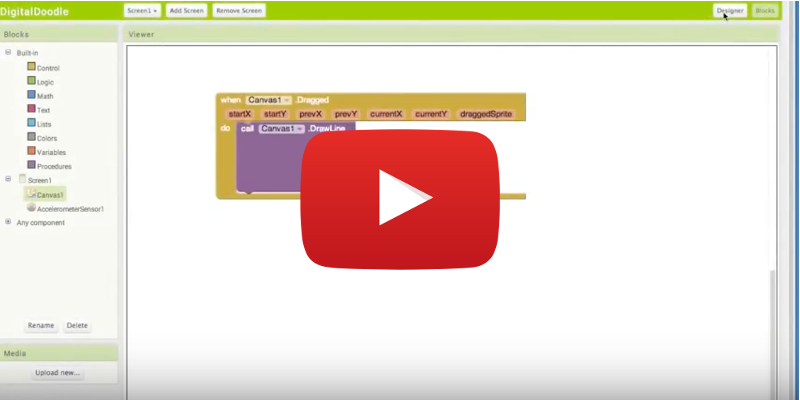 DigitalDoodle
Screen1
Add Screen
Remove Screen
Designer
Blocks
Blocks
Viewer
Built-in
Control
Logic
Math
Text
Lists
Colors
Variables
Procedures
Screen1
Canvas1
AccelerometerSensor1
Any component
Rename
Delete
Media
Upload new...
when Canvas1 .Dragged
startX startY prevX prevY currentX currentY draggedSprite
do call Canvas1 .DrawLine